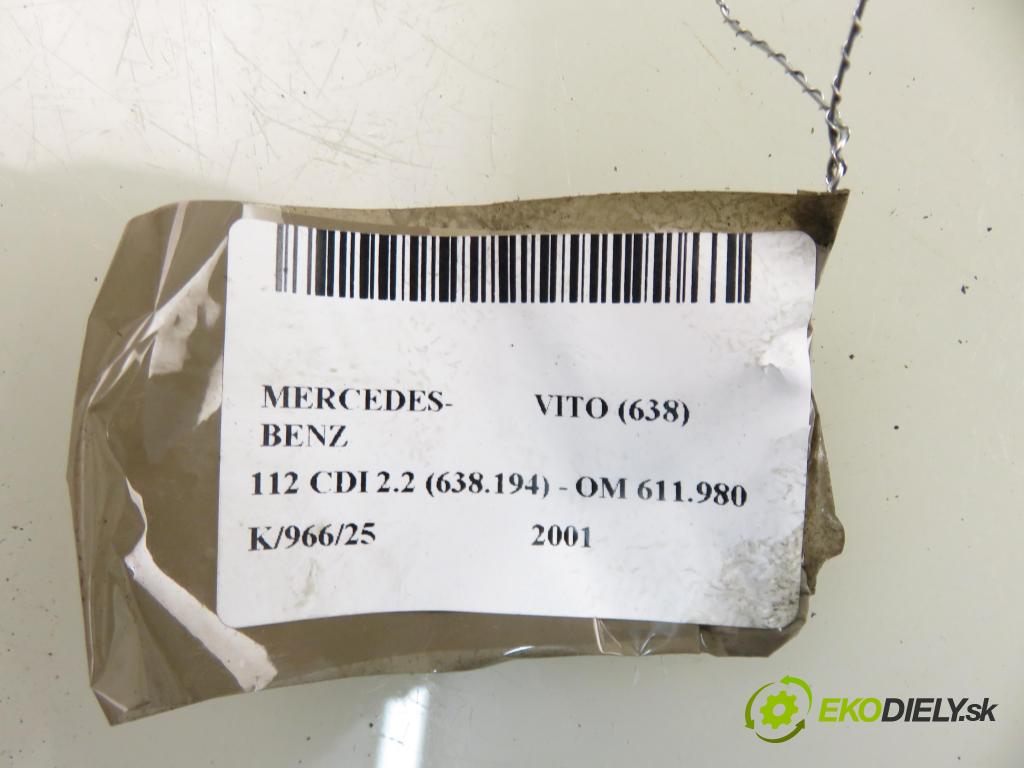 MERCEDES-
BENZ
VITO (638)
112 CDI 2.2 (638.194) - OM 611.980
K/966/25
2001
EKODIELY.sk